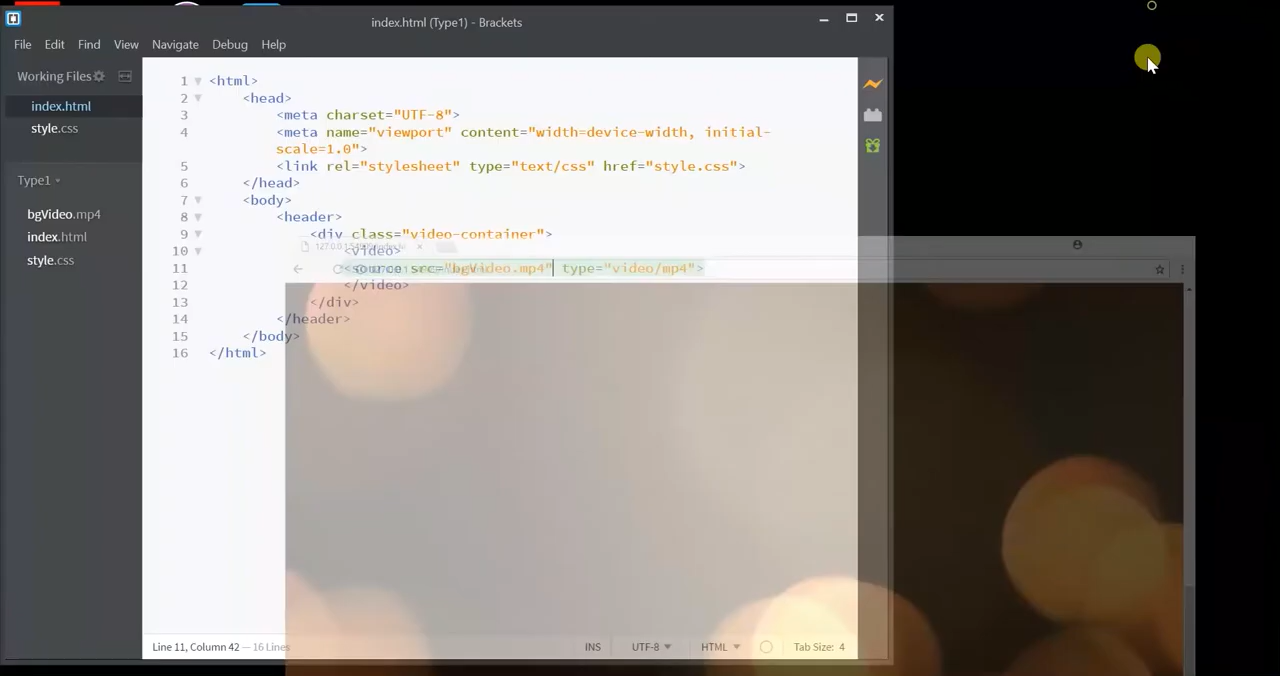 index.html (Type1) - Brackets
File Edit Find View Navigate Debug Help
Working Files
index.html
style.css
Type1
bgVideo.mp4
index.html
style.css
1 <html>
2 <head>
3 <meta charset="UTF-8">
4 <meta name="viewport" content="width=device-width, initial-
scale=1.0">
5 <link rel="stylesheet" type="text/css" href="style.css">
6 </head>
7 <body>
8 <header>
9 <div class="video-container">
10 <video>
11 <source src="bgVideo.mp4" type="video/mp4">
12 </video>
13 </div>
14 </header>
15 </body>
16 </html>
Line 11, Column 42 — 16 Lines
INS UTF-8 HTML Tab Size: 4